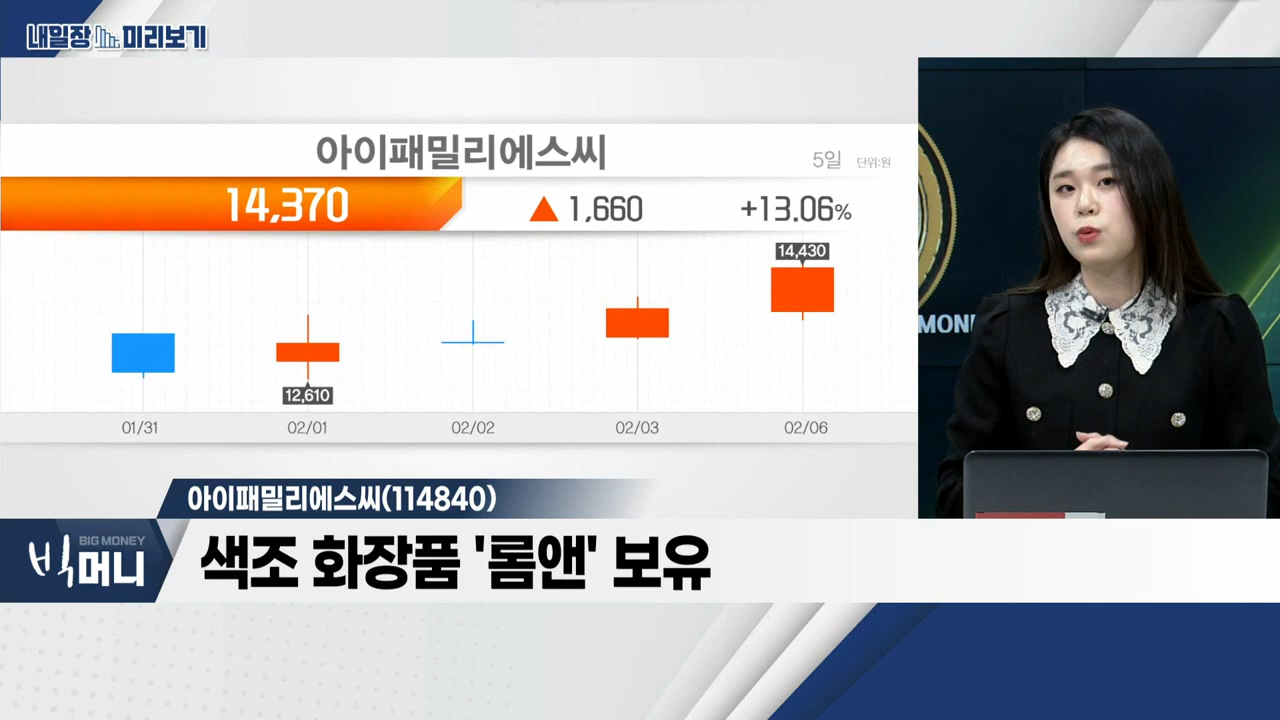 내일장 미리보기
아이패밀리에스씨
5일 단위:원
14,370 ▲ 1,660 +13.06%
14,430
12,610
01/31 02/01 02/02 02/03 02/06
MONE
아이패밀리에스씨(114840)
BIG MONEY
빅머니
색조 화장품 '롬앤' 보유